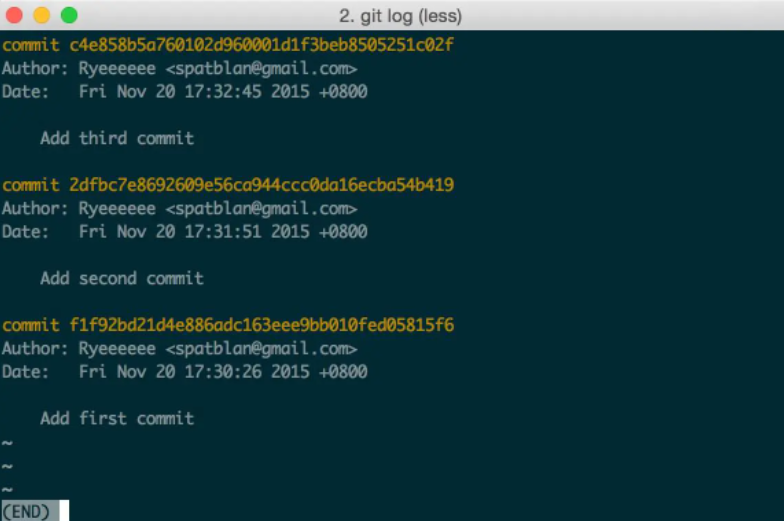 2. git log (less)
commit c4e858b5a760102d960001d1f3beb8505251c02f
Author: Ryeeeeee <spatblan@gmail.com>
Date:   Fri Nov 20 17:32:45 2015 +0800
    Add third commit
commit 2dfbc7e8692609e56ca944ccc0da16ecba54b419
Author: Ryeeeeee <spatblan@gmail.com>
Date:   Fri Nov 20 17:31:51 2015 +0800
    Add second commit
commit f1f92bd21d4e886adc163eee9bb010fed05815f6
Author: Ryeeeeee <spatblan@gmail.com>
Date:   Fri Nov 20 17:30:26 2015 +0800
    Add first commit
~
~
~
(END)